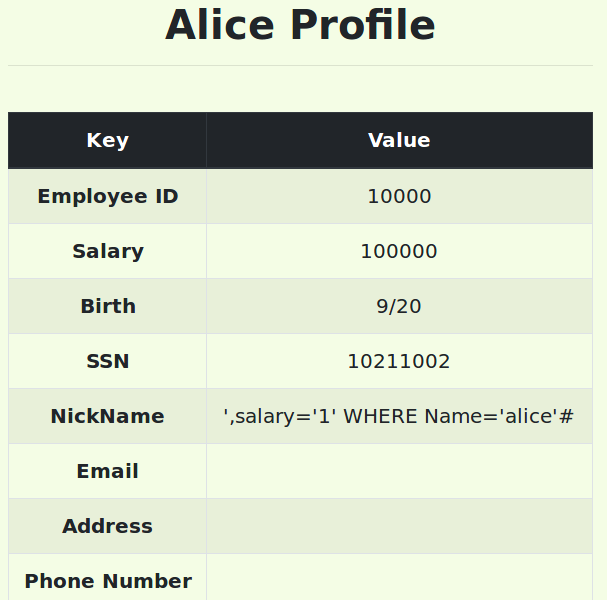 Alice Profile
Key Value
Employee ID 10000
Salary 100000
Birth 9/20
SSN 10211002
NickName ',salary='1' WHERE Name='alice'#
Email
Address
Phone Number